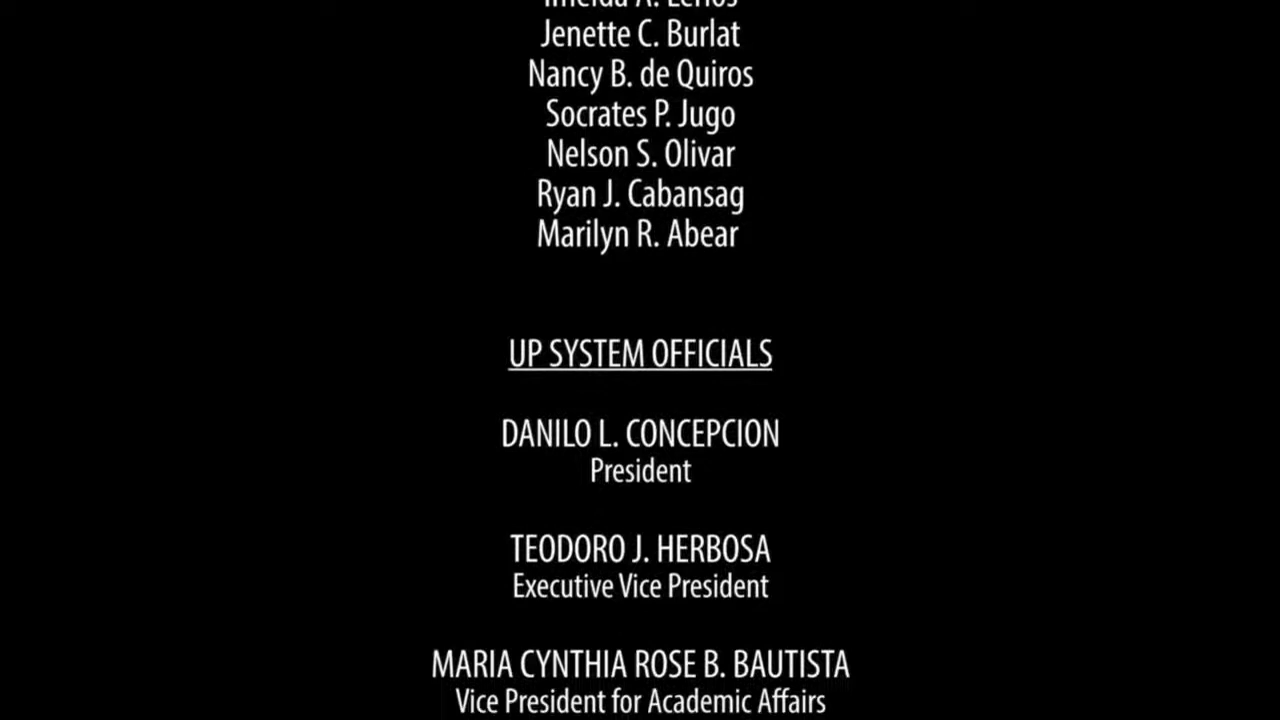 Jenette C. Burlat
Nancy B. de Quiros
Socrates P. Jugo
Nelson S. Olivar
Ryan J. Cabansag
Marilyn R. Abear
UP SYSTEM OFFICIALS
DANILO L. CONCEPCION
President
TEODORO J. HERBOSA
Executive Vice President
MARIA CYNTHIA ROSE B. BAUTISTA
Vice President for Academic Affairs